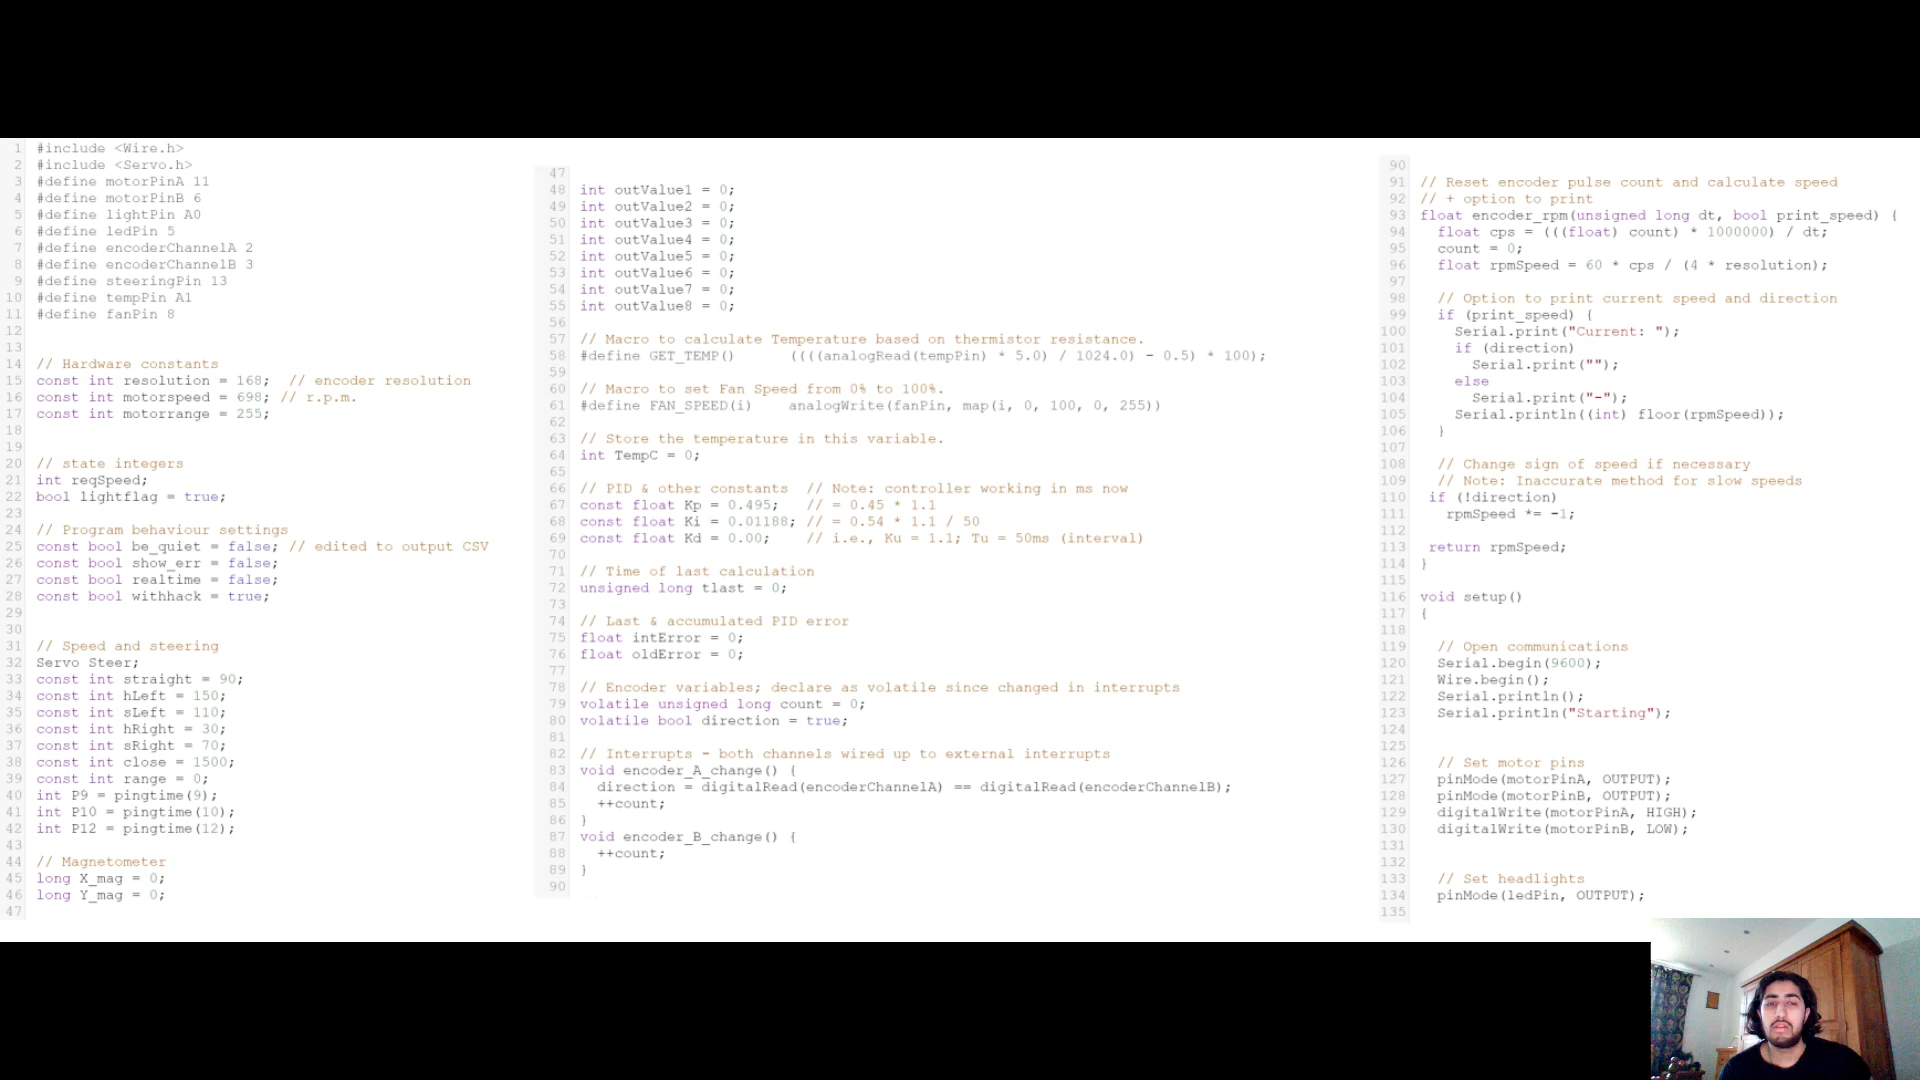 1 #include <Wire.h>
2 #include <Servo.h>
3 #define motorPinA 11
4 #define motorPinB 6
5 #define lightPin A0
6 #define ledPin 5
7 #define encoderChannelA 2
8 #define encoderChannelB 3
9 #define steeringPin 13
10 #define tempPin A1
11 #define fanPin 8
12
13
14 // Hardware constants
15 const int resolution = 168; // encoder resolution
16 const int motorspeed = 698; // r.p.m.
17 const int motorrange = 255;
18
19
20 // state integers
21 int reqSpeed;
22 bool lightflag = true;
23
24 // Program behaviour settings
25 const bool be_quiet = false; // edited to output CSV
26 const bool show_err = false;
27 const bool realtime = false;
28 const bool withhack = true;
29
30
31 // Speed and steering
32 Servo Steer;
33 const int straight = 90;
34 const int hLeft = 150;
35 const int sLeft = 110;
36 const int hRight = 30;
37 const int sRight = 70;
38 const int close = 1500;
39 const int range = 0;
40 int P9 = pingtime(9);
41 int P10 = pingtime(10);
42 int P12 = pingtime(12);
43
44 // Magnetometer
45 long X_mag = 0;
46 long Y_mag = 0;
47
47
48 int outValue1 = 0;
49 int outValue2 = 0;
50 int outValue3 = 0;
51 int outValue4 = 0;
52 int outValue5 = 0;
53 int outValue6 = 0;
54 int outValue7 = 0;
55 int outValue8 = 0;
56
57 // Macro to calculate Temperature based on thermistor resistance.
58 #define GET_TEMP() ((((analogRead(tempPin) * 5.0) / 1024.0) - 0.5) * 100);
59
60 // Macro to set Fan Speed from 0% to 100%.
61 #define FAN_SPEED(i) analogWrite(fanPin, map(i, 0, 100, 0, 255))
62
63 // Store the temperature in this variable.
64 int TempC = 0;
65
66 // PID & other constants // Note: controller working in ms now
67 const float Kp = 0.495; // = 0.45 * 1.1
68 const float Ki = 0.01188; // = 0.54 * 1.1 / 50
69 const float Kd = 0.00; // i.e., Ku = 1.1; Tu = 50ms (interval)
70
71 // Time of last calculation
72 unsigned long tlast = 0;
73
74 // Last & accumulated PID error
75 float intError = 0;
76 float oldError = 0;
77
78 // Encoder variables; declare as volatile since changed in interrupts
79 volatile unsigned long count = 0;
80 volatile bool direction = true;
81
82 // Interrupts - both channels wired up to external interrupts
83 void encoder_A_change() {
84 direction = digitalRead(encoderChannelA) == digitalRead(encoderChannelB);
85 ++count;
86 }
87 void encoder_B_change() {
88 ++count;
89 }
90
90
91 // Reset encoder pulse count and calculate speed
92 // + option to print
93 float encoder_rpm(unsigned long dt, bool print_speed) {
94 float cps = (((float) count) * 1000000) / dt;
95 count = 0;
96 float rpmSpeed = 60 * cps / (4 * resolution);
97
98 // Option to print current speed and direction
99 if (print_speed) {
100 Serial.print("Current: ");
101 if (direction)
102 Serial.print("");
103 else
104 Serial.print("-");
105 Serial.println((int) floor(rpmSpeed));
106 }
107
108 // Change sign of speed if necessary
109 // Note: Inaccurate method for slow speeds
110 if (!direction)
111 rpmSpeed *= -1;
112
113 return rpmSpeed;
114 }
115
116 void setup()
117 {
118
119 // Open communications
120 Serial.begin(9600);
121 Wire.begin();
122 Serial.println();
123 Serial.println("Starting");
124
125
126 // Set motor pins
127 pinMode(motorPinA, OUTPUT);
128 pinMode(motorPinB, OUTPUT);
129 digitalWrite(motorPinA, HIGH);
130 digitalWrite(motorPinB, LOW);
131
132
133 // Set headlights
134 pinMode(ledPin, OUTPUT);
135